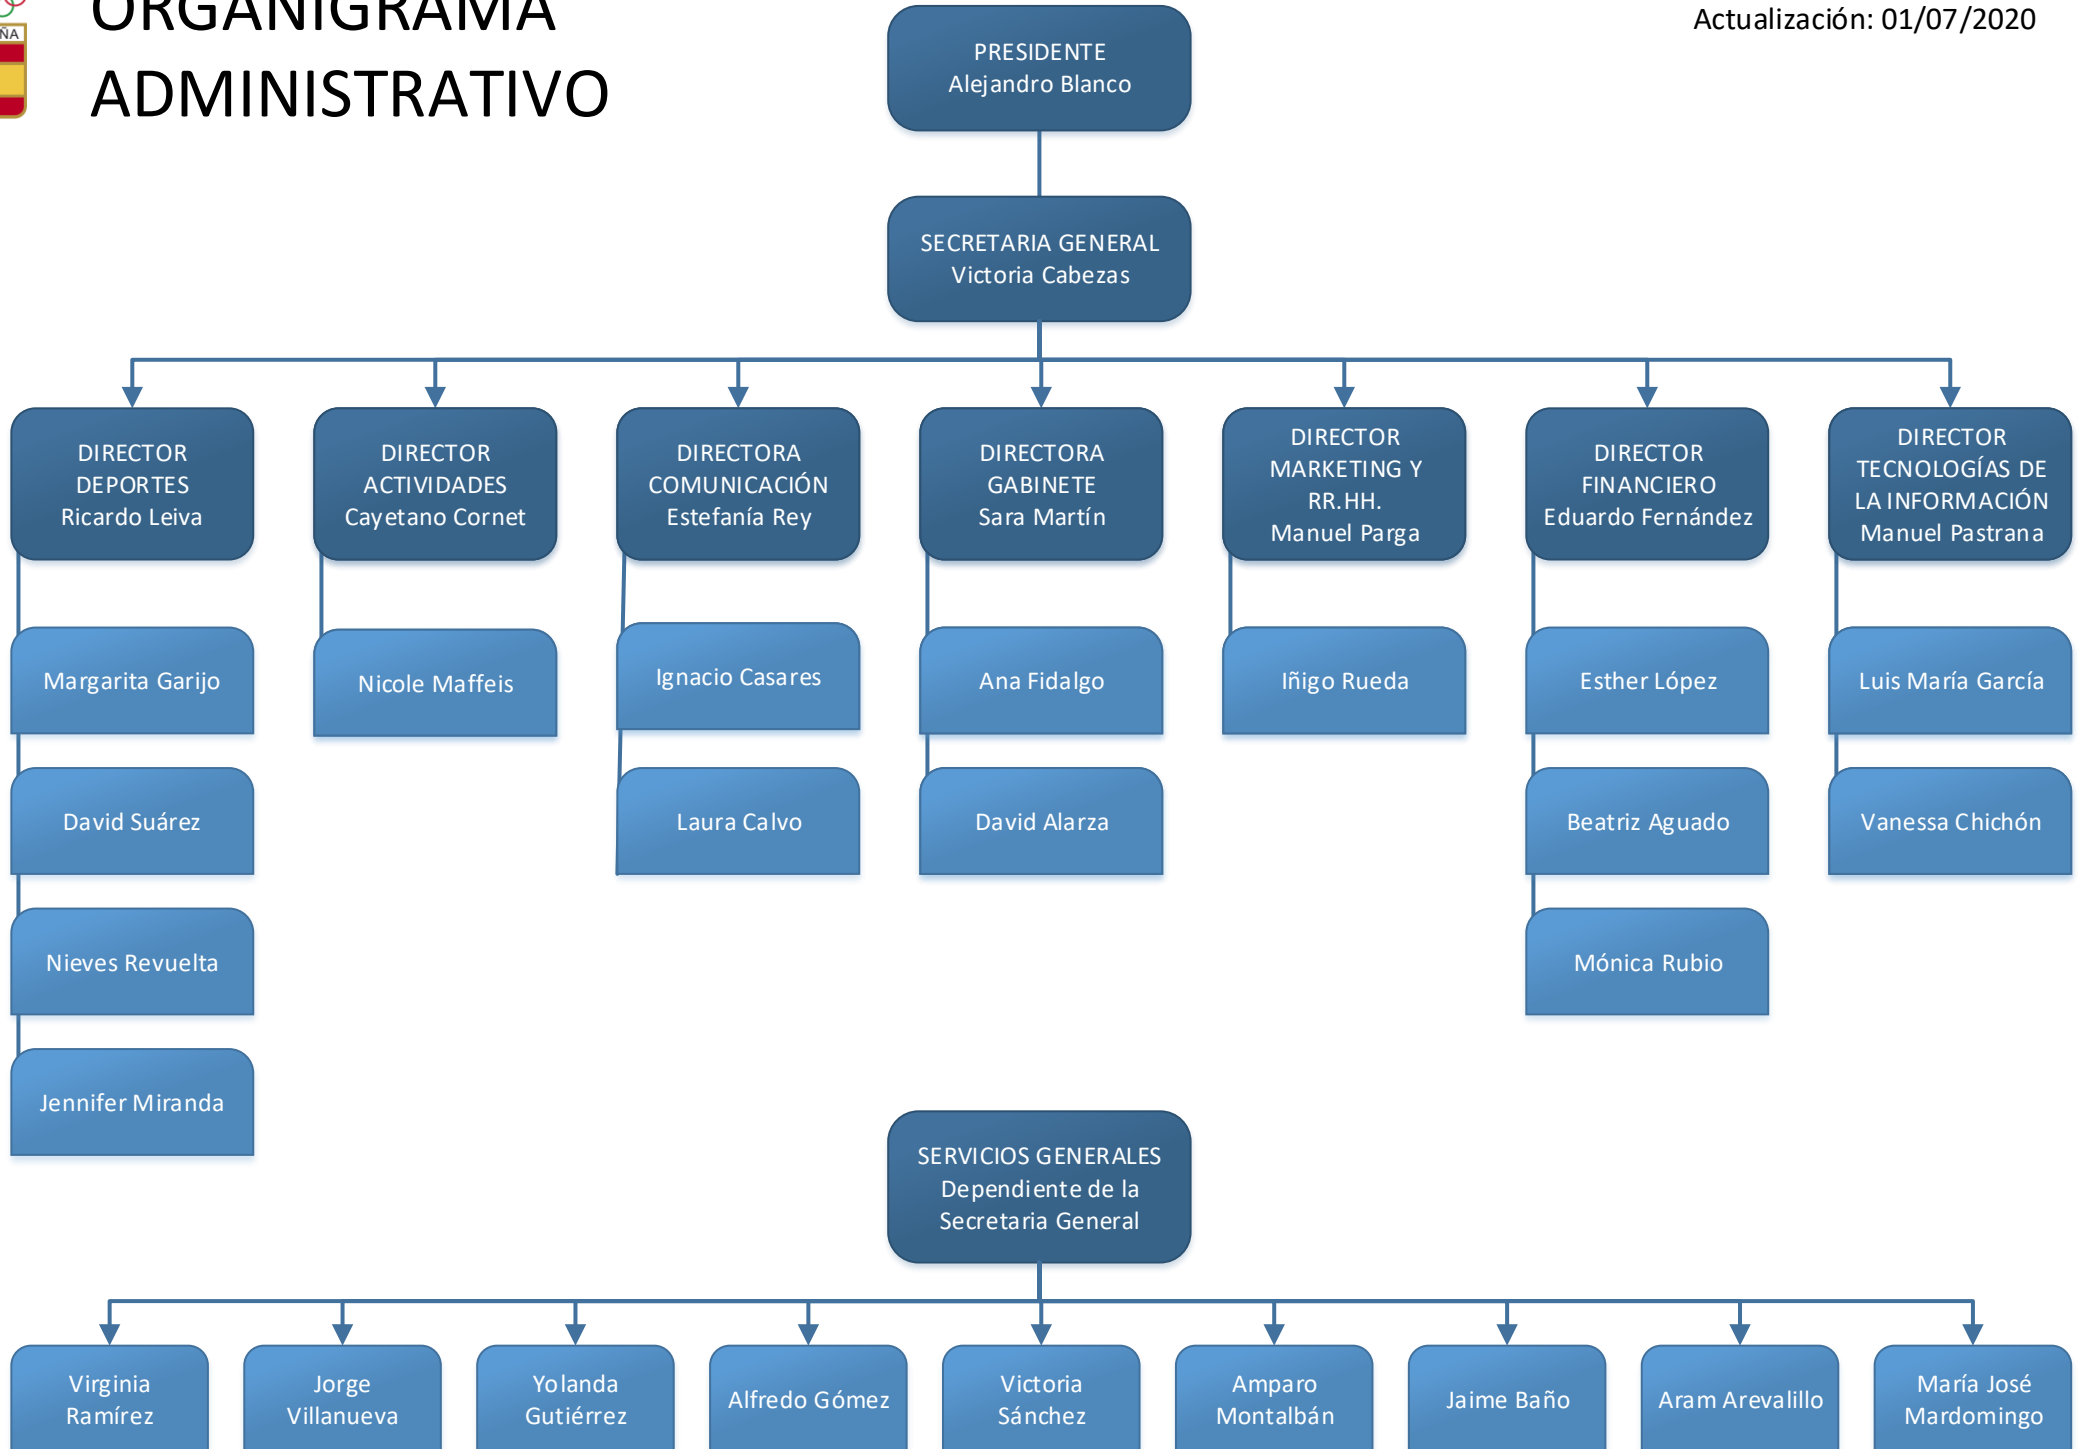 ORGANIGRAMA
ADMINISTRATIVO
ÑA
Actualización: 01/07/2020
PRESIDENTE
Alejandro Blanco
SECRETARIA GENERAL
Victoria Cabezas
DIRECTOR
DEPORTES
Ricardo Leiva
DIRECTOR
ACTIVIDADES
Cayetano Cornet
DIRECTORA
COMUNICACIÓN
Estefanía Rey
DIRECTORA
GABINETE
Sara Martín
DIRECTOR
MARKETING Y
RR.HH.
Manuel Parga
DIRECTOR
FINANCIERO
Eduardo Fernández
DIRECTOR
TECNOLOGÍAS DE
LA INFORMACIÓN
Manuel Pastrana
Margarita Garijo
Nicole Maffeis
Ignacio Casares
Ana Fidalgo
Iñigo Rueda
Esther López
Luis María García
David Suárez
Laura Calvo
David Alarza
Beatriz Aguado
Vanessa Chichón
Nieves Revuelta
Mónica Rubio
Jennifer Miranda
SERVICIOS GENERALES
Dependiente de la
Secretaria General
Virginia
Ramírez
Jorge
Villanueva
Yolanda
Gutiérrez
Alfredo Gómez
Victoria
Sánchez
Amparo
Montalbán
Jaime Baño
Aram Arevalillo
María José
Mardomingo